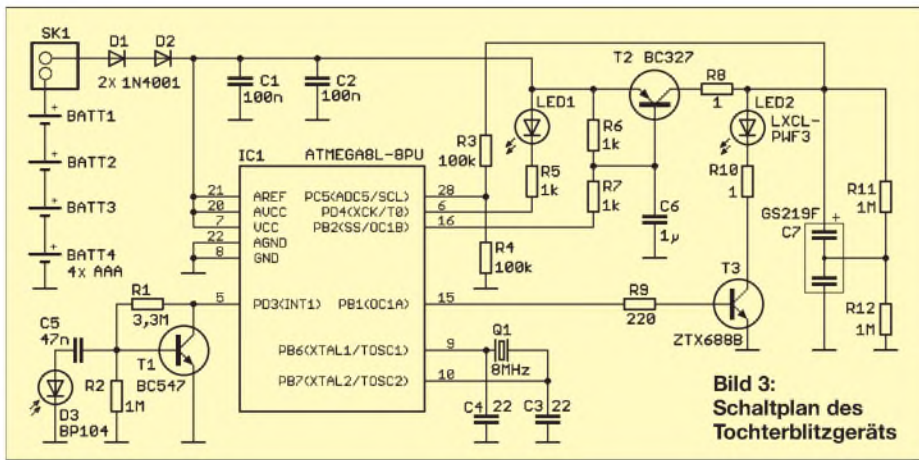 SK1
D1
D2
2x 1N4001
C1
100n
C2
100n
T2 BC327
R8
1
LED1
LED2
LXCL-
PWF3
R6
1k
R3
100k
R5
1k
R7
1k
R10
1
R11
1M
BATT1
BATT2
BATT3
BATT4
4x AAA
IC1
ATMEGA8L-8PU
21
AREF
20
AVCC
7
VCC
22
AGND
8
GND
PC5(ADC5/SCL)
28
PD4(XCK/T0)
6
PB2(SS/OC1B)
16
C6
1µ
GS219F
C7
R4
100k
T3
R1
3,3M
5
PD3(INT1)
PB1(OC1A)
15
R9
220
ZTX688B
R12
1M
C5
47n
T1
BC547
R2
1M
D3
BP104
PB6(XTAL1/TOSC1)
9
Q1
8MHz
PB7(XTAL2/TOSC2)
10
C4
22
C3
22
Bild 3:
Schaltplan des
Tochterblitzgeräts